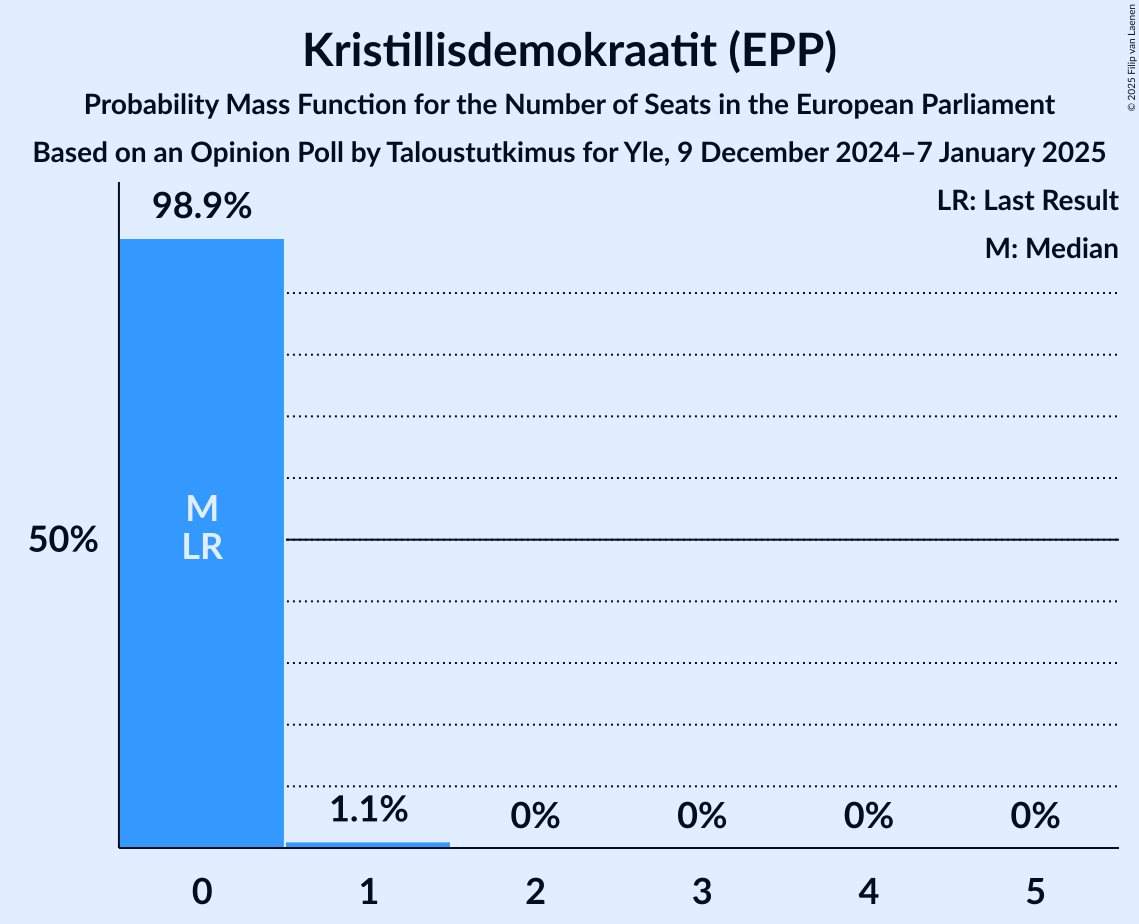 Kristillisdemokraatit (EPP)
Probability Mass Function for the Number of Seats in the European Parliament
Based on an Opinion Poll by Taloustutkimus for Yle, 9 December 2024–7 January 2025
© 2025 Filip van Laenen
LR: Last Result
M: Median
98.9%
M
LR
50%
1.1%
0%
0%
0%
0%
0
1
2
3
4
5